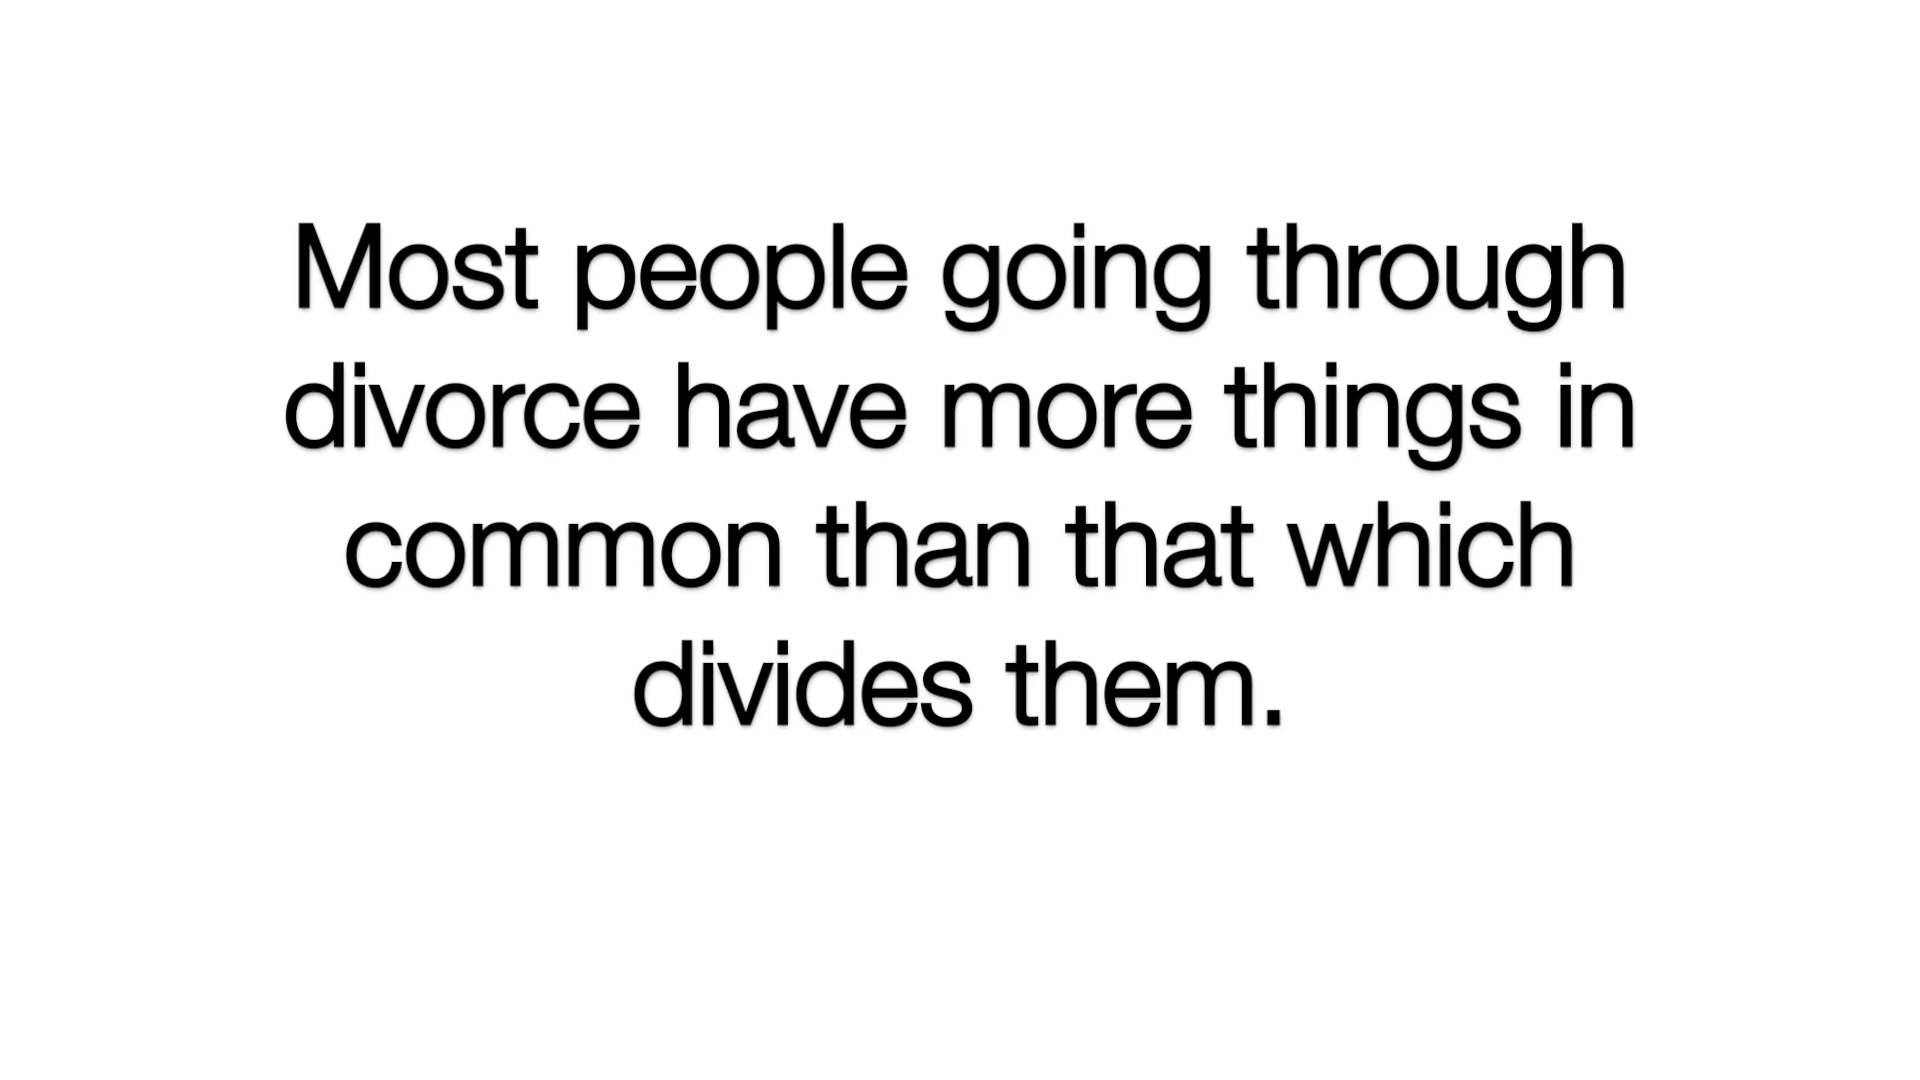 Most people going through
divorce have more things in
common than that which
divides them.